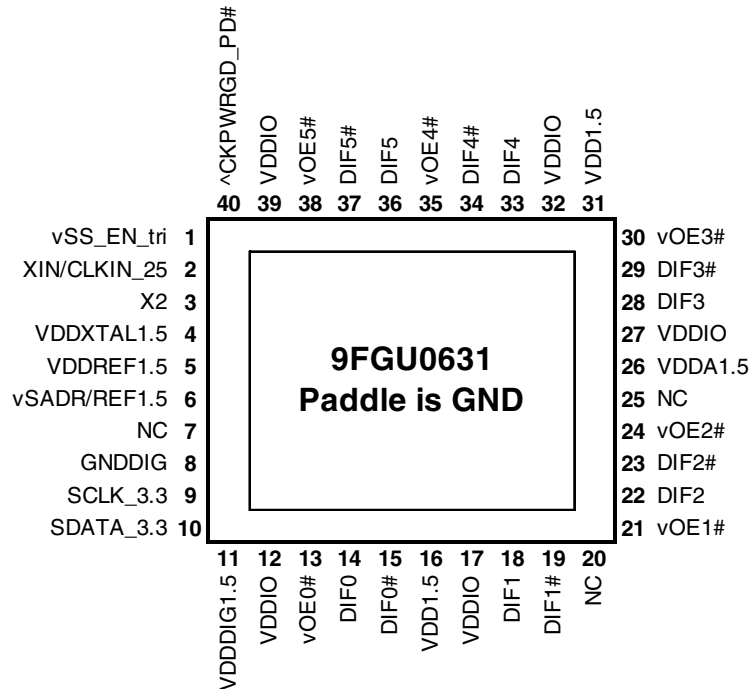 ^CKPWRGD_PD#
VDDIO
vOE5#
DIF5#
DIF5
vOE4#
DIF4#
DIF4
VDDIO
VDD1.5
40 39 38 37 36 35 34 33 32 31
vSS_EN_tri 1
XIN/CLKIN_25 2
X2 3
VDDXTAL1.5 4
VDDREF1.5 5
vSADR/REF1.5 6
NC 7
GNDDIG 8
SCLK_3.3 9
SDATA_3.3 10
9FGU0631
Paddle is GND
30 vOE3#
29 DIF3#
28 DIF3
27 VDDIO
26 VDDA1.5
25 NC
24 vOE2#
23 DIF2#
22 DIF2
21 vOE1#
11 12 13 14 15 16 17 18 19 20
VDDDIG1.5
VDDIO
vOE0#
DIF0
DIF0#
VDD1.5
VDDIO
DIF1
DIF1#
NC